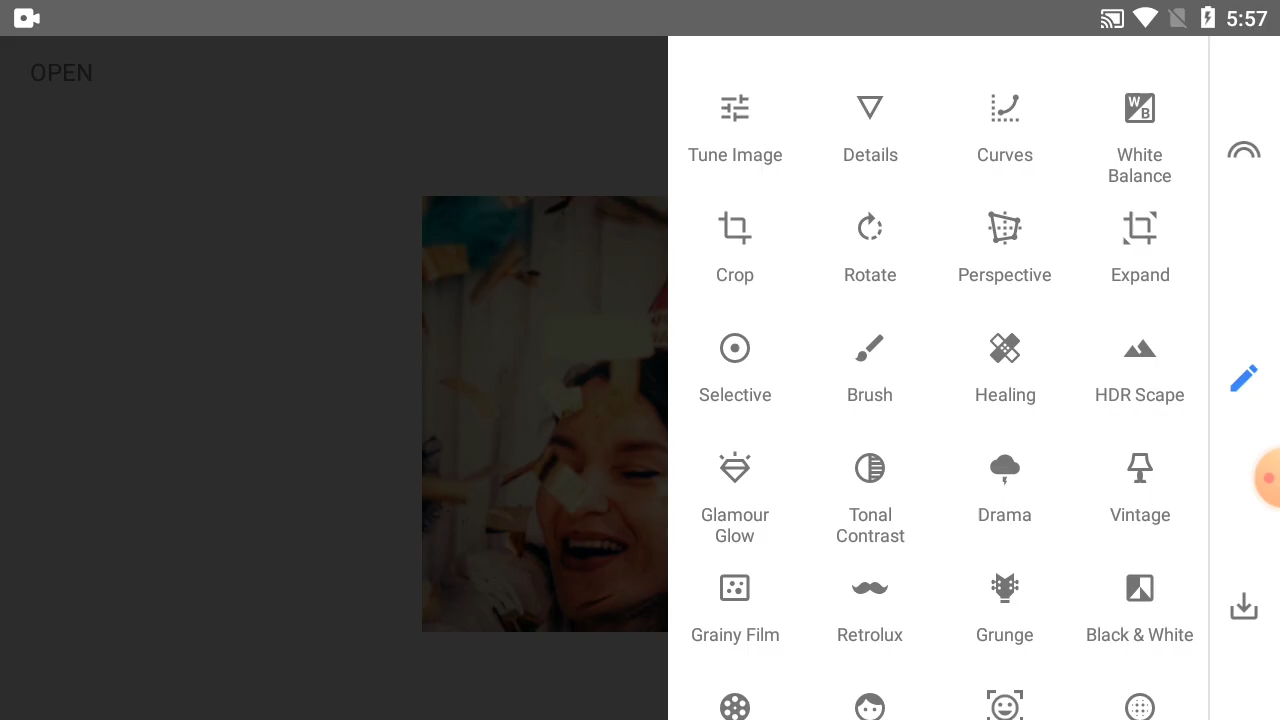 5:57
OPEN
Tune Image
Details
Curves
White
Balance
Crop
Rotate
Perspective
Expand
Selective
Brush
Healing
HDR Scape
Glamour
Glow
Tonal
Contrast
Drama
Vintage
Grainy Film
Retrolux
Grunge
Black & White